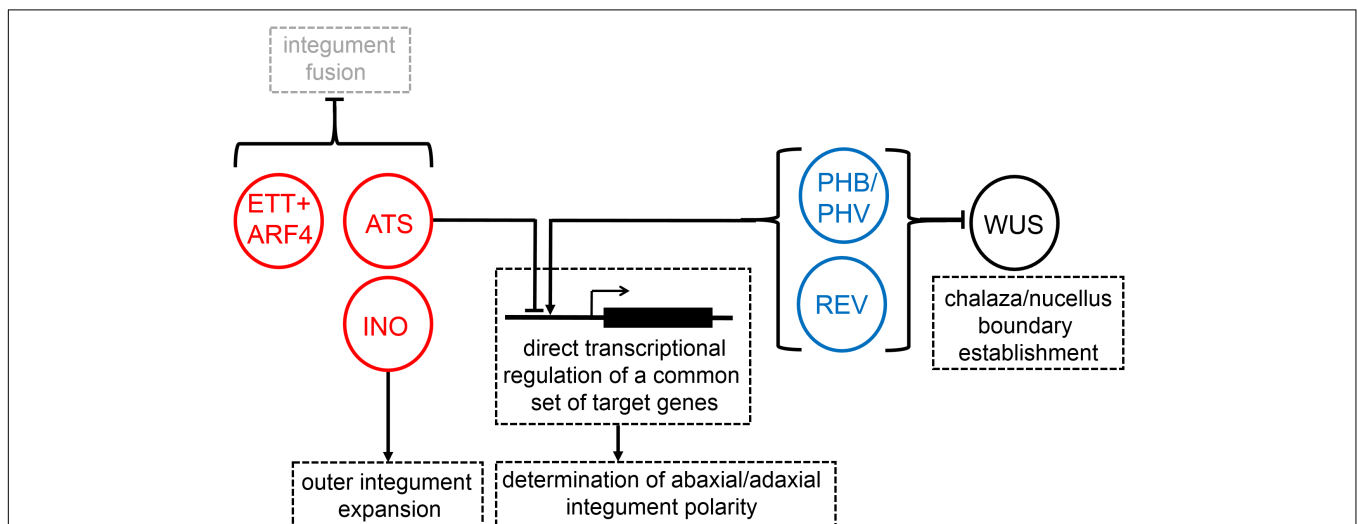 integument
fusion
ETT+
ARF4
ATS
INO
PHB/
PHV
REV
WUS
direct transcriptional
regulation of a common
set of target genes
chalaza/nucellus
boundary
establishment
outer integument
expansion
determination of abaxial/adaxial
integument polarity